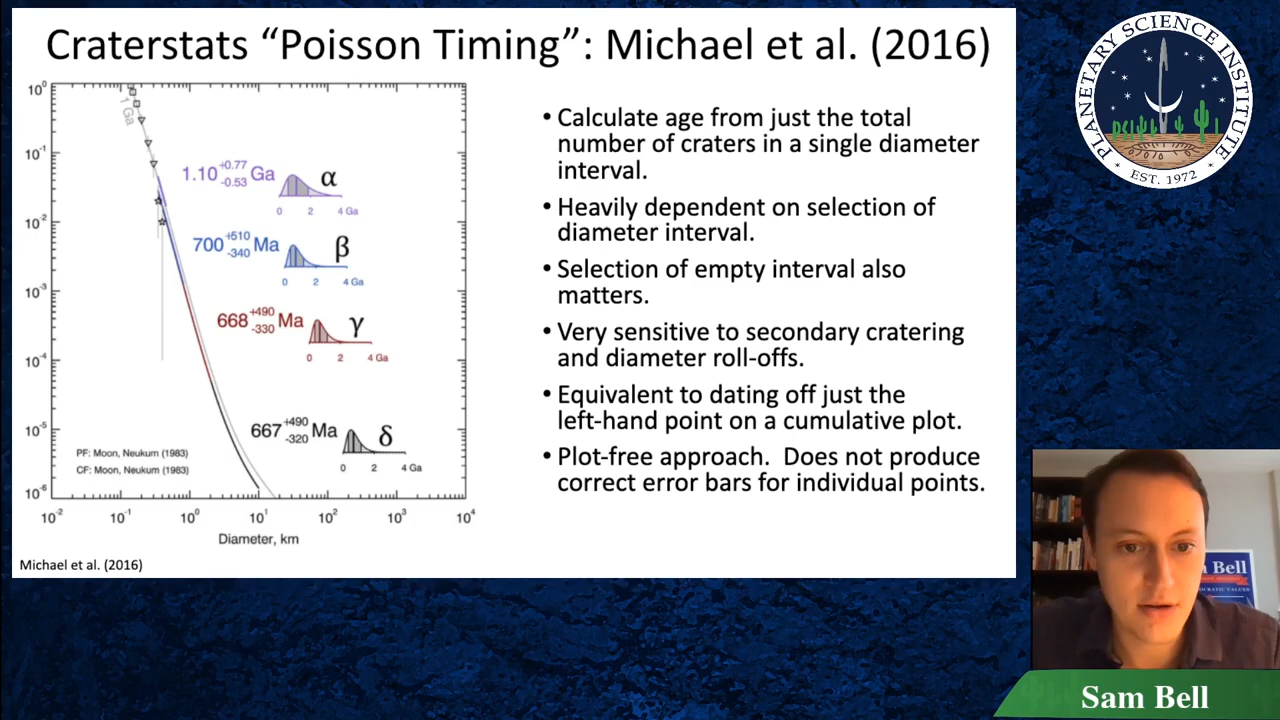 Craterstats “Poisson Timing”: Michael et al. (2016)
10^0
10^-1
10^-2
10^-3
10^-4
10^-5
10^-6
1 Ga
1.10 +0.77 -0.53 Ga α
0 2 4 Ga
700 +510 -340 Ma β
0 2 4 Ga
668 +490 -330 Ma γ
0 2 4 Ga
667 +490 -320 Ma δ
0 2 4 Ga
PF: Moon, Neukum (1983)
CF: Moon, Neukum (1983)
10^-2 10^-1 10^0 10^1 10^2 10^3 10^4
Diameter, km
Michael et al. (2016)
• Calculate age from just the total
number of craters in a single diameter
interval.
• Heavily dependent on selection of
diameter interval.
• Selection of empty interval also
matters.
• Very sensitive to secondary cratering
and diameter roll-offs.
• Equivalent to dating off just the
left-hand point on a cumulative plot.
• Plot-free approach.  Does not produce
correct error bars for individual points.
PLANETARY SCIENCE INSTITUTE
EST. 1972
Bell
Sam Bell